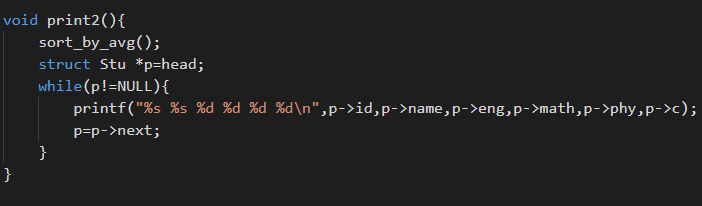 void print2(){
    sort_by_avg();
    struct Stu *p=head;
    while(p!=NULL){
        printf("%s %s %d %d %d %d\n",p->id,p->name,p->eng,p->math,p->phy,p->c);
        p=p->next;
    }
}